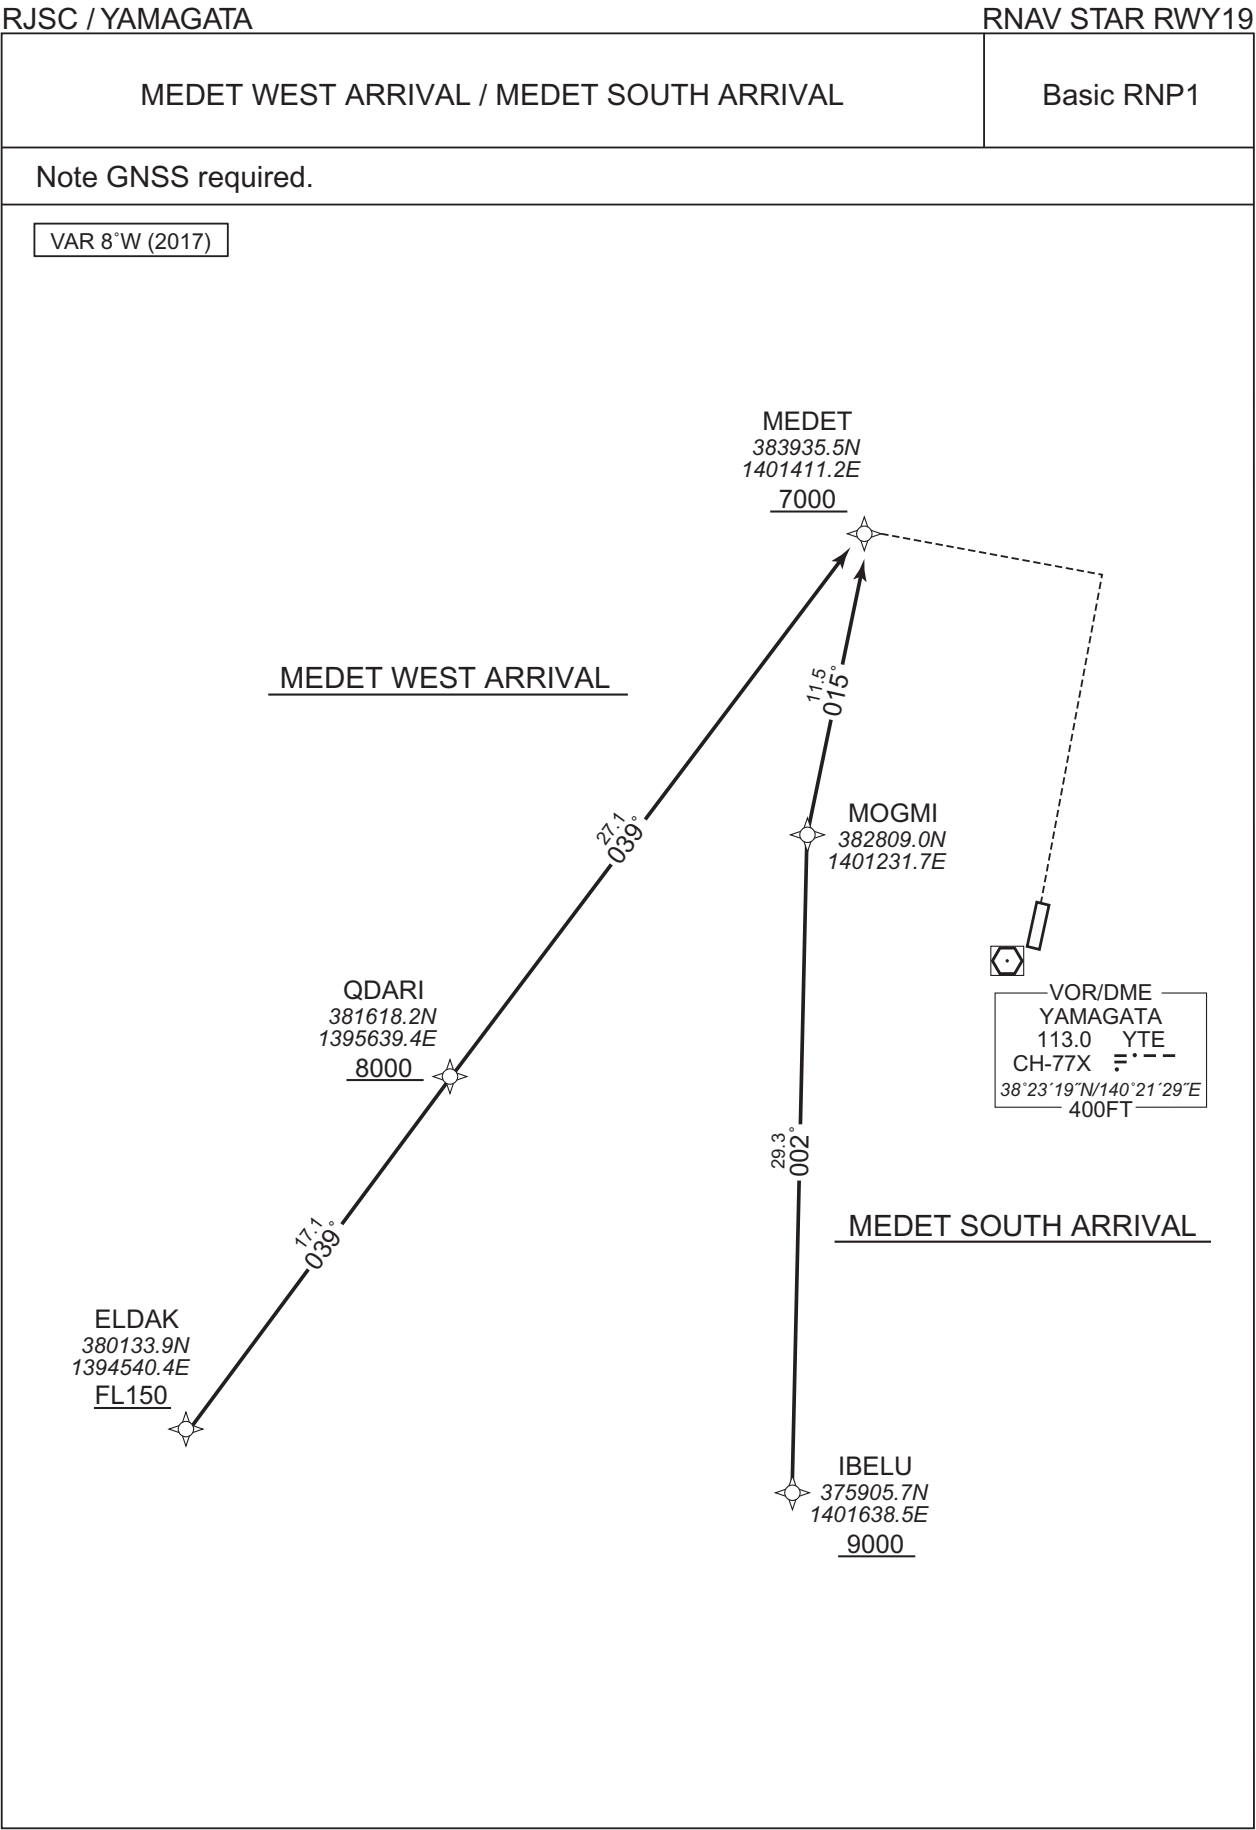 RJSC / YAMAGATA
RNAV STAR RWY19
MEDET WEST ARRIVAL / MEDET SOUTH ARRIVAL
Basic RNP1
Note GNSS required.
VAR 8°W (2017)
MEDET
383935.5N
1401411.2E
7000
MEDET WEST ARRIVAL
11.5
015°
27.1
039°
MOGMI
382809.0N
1401231.7E
QDARI
381618.2N
1395639.4E
8000
VOR/DME
YAMAGATA
113.0 YTE
CH-77X
38°23´19˝N/140°21´29˝E
400FT
29.3
002°
MEDET SOUTH ARRIVAL
17.1
039°
ELDAK
380133.9N
1394540.4E
FL150
IBELU
375905.7N
1401638.5E
9000